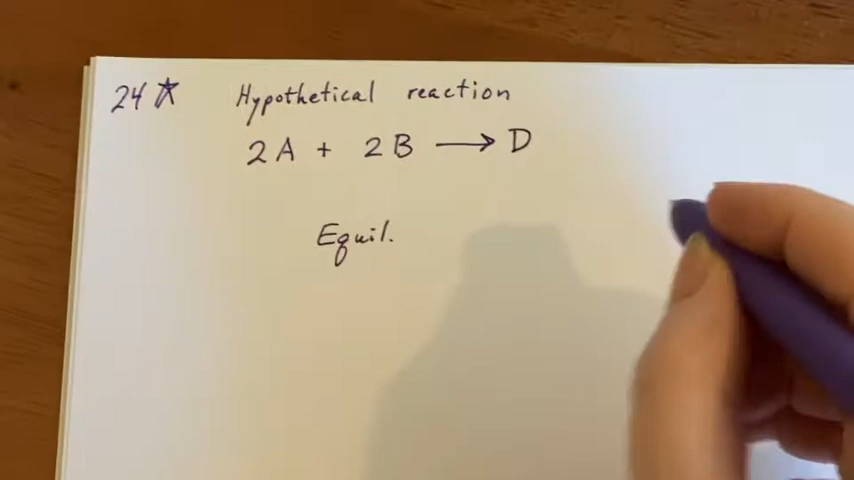 24☆ Hypothetical reaction
2A + 2B → D
Equil.